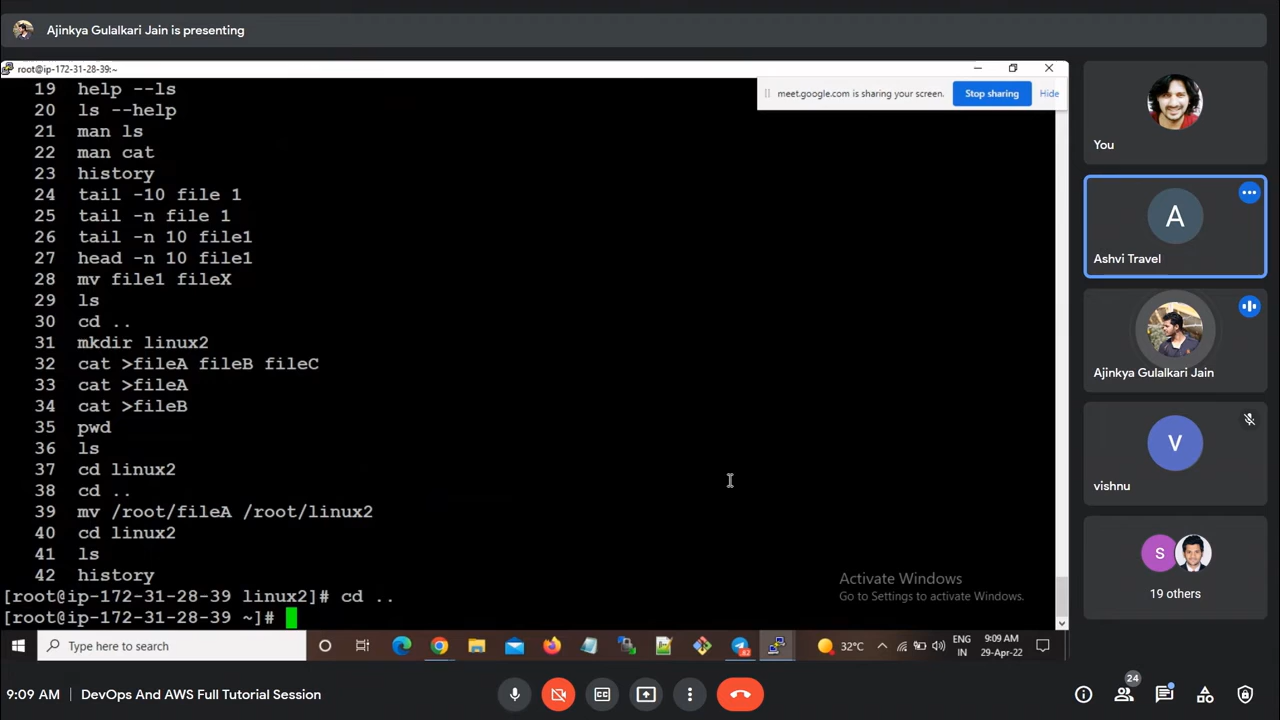 Ajinkya Gulalkari Jain is presenting
root@ip-172-31-28-39:~
meet.google.com is sharing your screen.
Stop sharing
Hide
19 help --ls
20 ls --help
21 man ls
22 man cat
23 history
24 tail -10 file 1
25 tail -n file 1
26 tail -n 10 file1
27 head -n 10 file1
28 mv file1 fileX
29 ls
30 cd ..
31 mkdir linux2
32 cat >fileA fileB fileC
33 cat >fileA
34 cat >fileB
35 pwd
36 ls
37 cd linux2
38 cd ..
39 mv /root/fileA /root/linux2
40 cd linux2
41 ls
42 history
[root@ip-172-31-28-39 linux2]# cd ..
[root@ip-172-31-28-39 ~]#
Activate Windows
Go to Settings to activate Windows.
Type here to search
32°C
ENG
IN
9:09 AM
29-Apr-22
You
A
Ashvi Travel
Ajinkya Gulalkari Jain
V
vishnu
S
19 others
9:09 AM
DevOps And AWS Full Tutorial Session
24